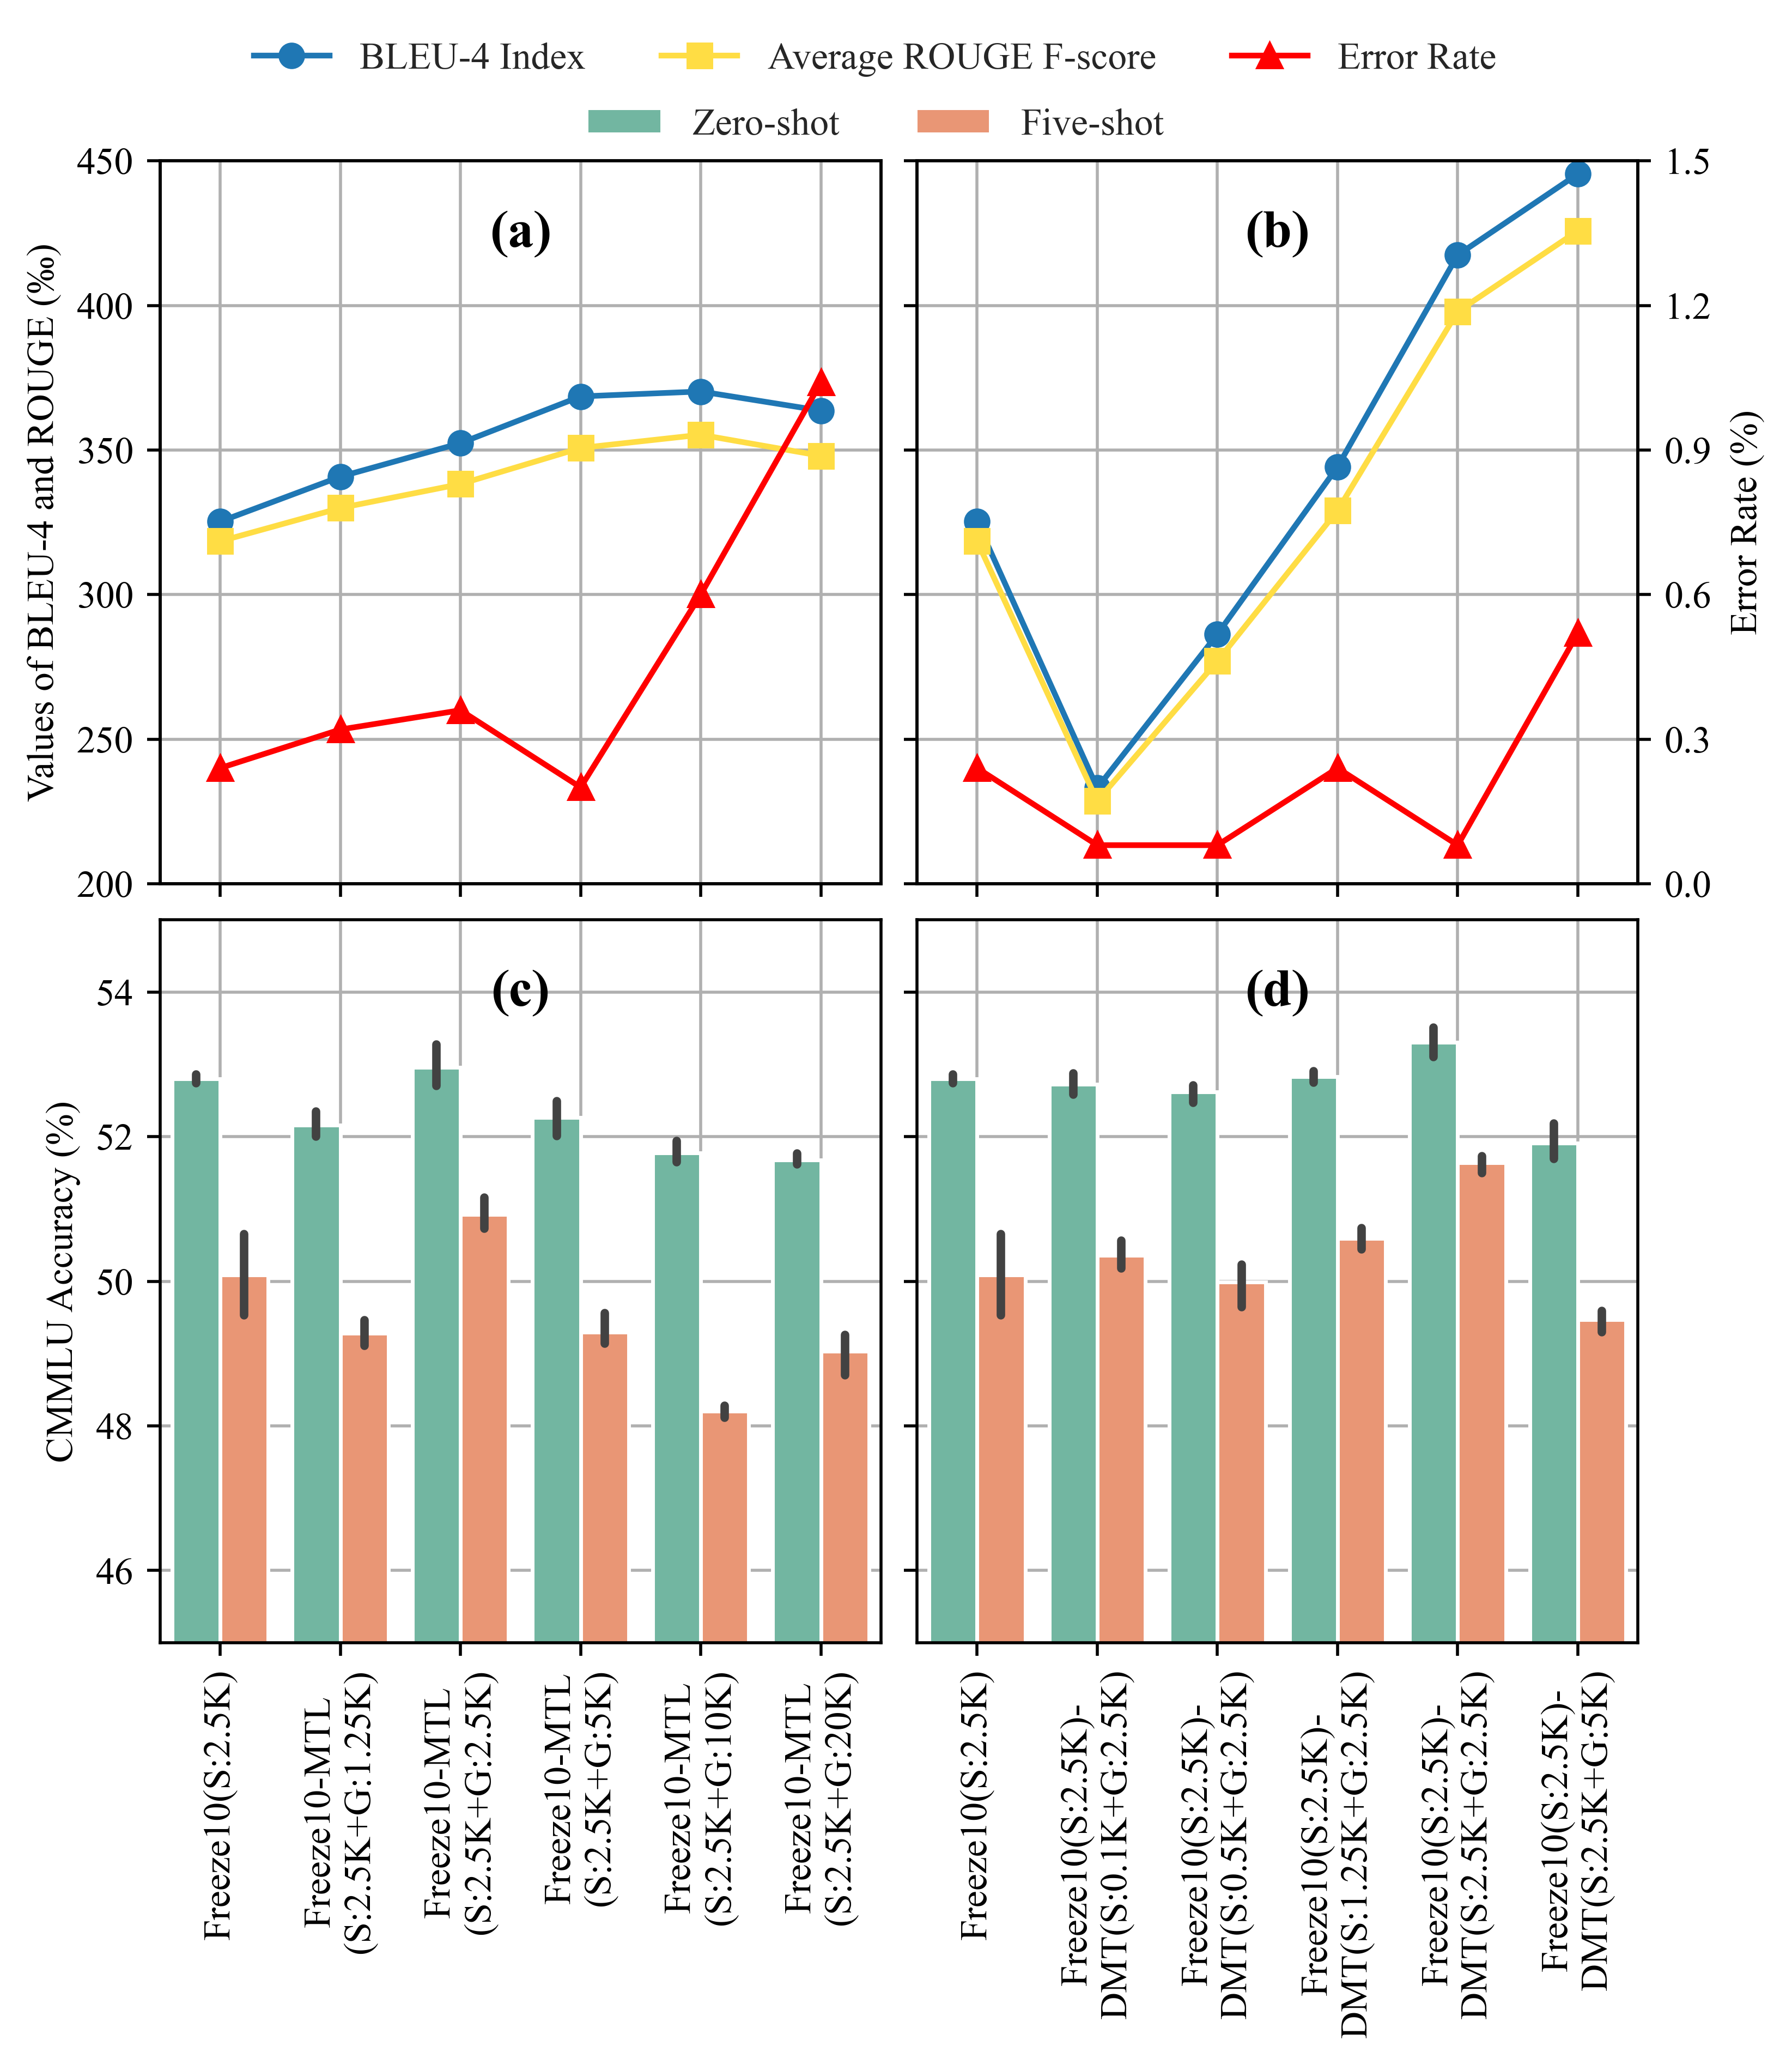 BLEU-4 Index
Average ROUGE F-score
Error Rate
Zero-shot
Five-shot
(a)
(b)
Values of BLEU-4 and ROUGE (‰)
450
400
350
300
250
200
1.5
1.2
0.9
0.6
0.3
0.0
Error Rate (%)
(c)
(d)
CMMLU Accuracy (%)
54
52
50
48
46
Freeze10(S:2.5K)
Freeze10-MTL
(S:2.5K+G:1.25K)
Freeze10-MTL
(S:2.5K+G:2.5K)
Freeze10-MTL
(S:2.5K+G:5K)
Freeze10-MTL
(S:2.5K+G:10K)
Freeze10-MTL
(S:2.5K+G:20K)
Freeze10(S:2.5K)
Freeze10(S:2.5K)-
DMT(S:0.1K+G:2.5K)
Freeze10(S:2.5K)-
DMT(S:0.5K+G:2.5K)
Freeze10(S:2.5K)-
DMT(S:1.25K+G:2.5K)
Freeze10(S:2.5K)-
DMT(S:2.5K+G:2.5K)
Freeze10(S:2.5K)-
DMT(S:2.5K+G:5K)